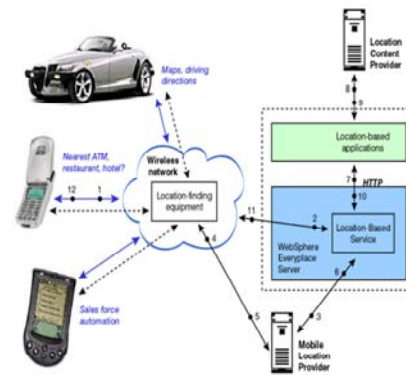 Maps, driving
directions
Location
Content
Provider
8
9
Location-based
applications
Nearest ATM,
restaurant, hotel?
Wireless
network
7
HTTP
10
12
1
Location-finding
equipment
11
2
Location-Based
Service
WebSphere
Everyplace
Server
4
6
Sales force
automation
5
3
Mobile
Location
Provider